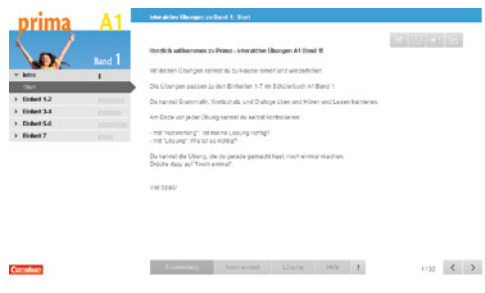 prima A1
Band 1
Intro
Start
Einheit 1-2
Einheit 3-4
Einheit 5-6
Einheit 7
Cornelsen
Interaktive Übungen zu Band 1: Start
Herzlich willkommen zu Prima - interaktive Übungen A1 Band 1!
Mit diesen Übungen kannst du zu Hause lernen und wiederholen.
Die Übungen passen zu den Einheiten 1-7 im Schülerbuch A1 Band 1.
Du kannst Grammatik, Wortschatz und Dialoge üben und Hören und Lesen trainieren.
Am Ende von jeder Übung kannst du selbst kontrollieren:
- mit "Auswertung": Ist meine Lösung richtig?
- mit "Lösung": Wie ist es richtig?
Du kannst die Übung, die du gerade gemacht hast, noch einmal machen.
Drücke dazu auf "Noch einmal".
Viel Spaß!
Auswertung Noch einmal Lösung Hilfe